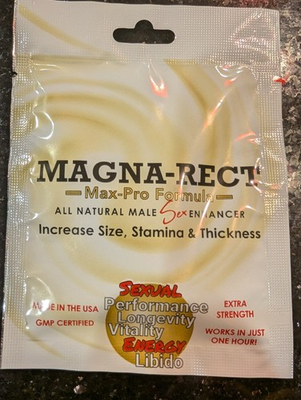 MAGNA-RECT
Max-Pro Formula
ALL NATURAL MALE Sex ENHANCER
Increase Size, Stamina & Thickness
SEXUAL
Performance
Longevity
Vitality
ENERGY
Libido
MADE IN THE USA
GMP CERTIFIED
EXTRA
STRENGTH
WORKS IN JUST
ONE HOUR!